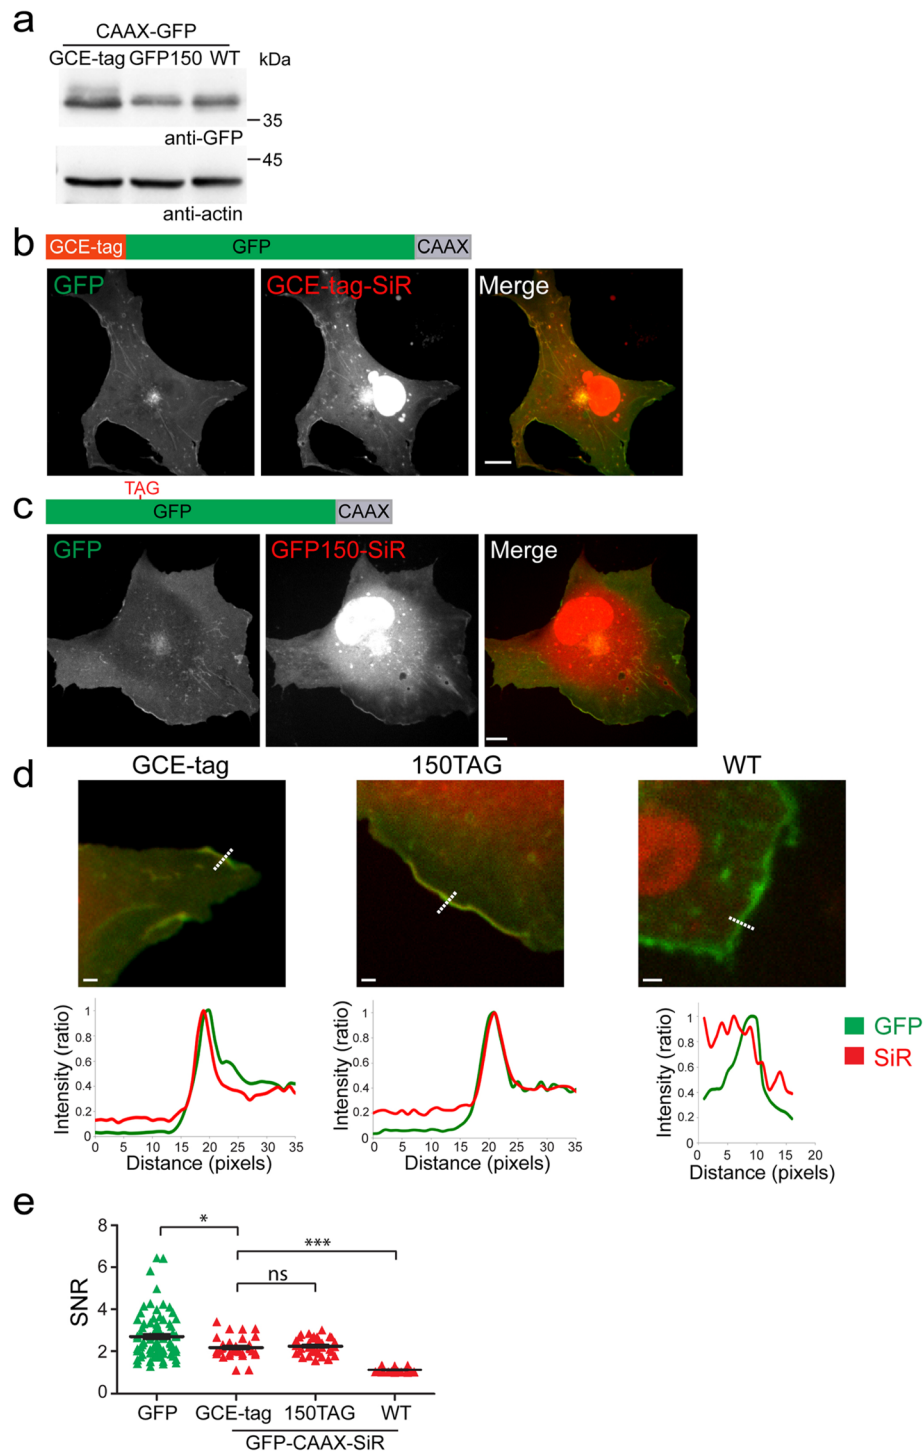 a
CAAX-GFP
GCE-tag GFP150 WT kDa
35
anti-GFP
45
anti-actin
b
GCE-tag GFP CAAX
GFP GCE-tag-SiR Merge
TAG
c
GFP CAAX
GFP GFP150-SiR Merge
d
GCE-tag 150TAG WT
Intensity (ratio)
1
0.8
0.6
0.4
0.2
0
0 5 10 15 20 25 30 35
Distance (pixels)
Intensity (ratio)
1
0.8
0.6
0.4
0.2
0
0 5 10 15 20 25 30 35
Distance (pixels)
Intensity (ratio)
1
0.8
0.6
0.4
0.2
0
0 5 10 15 20
Distance (pixels)
GFP
SiR
e
SNR
8
6
4
2
0
*
***
ns
GFP GCE-tag 150TAG WT
GFP-CAAX-SiR